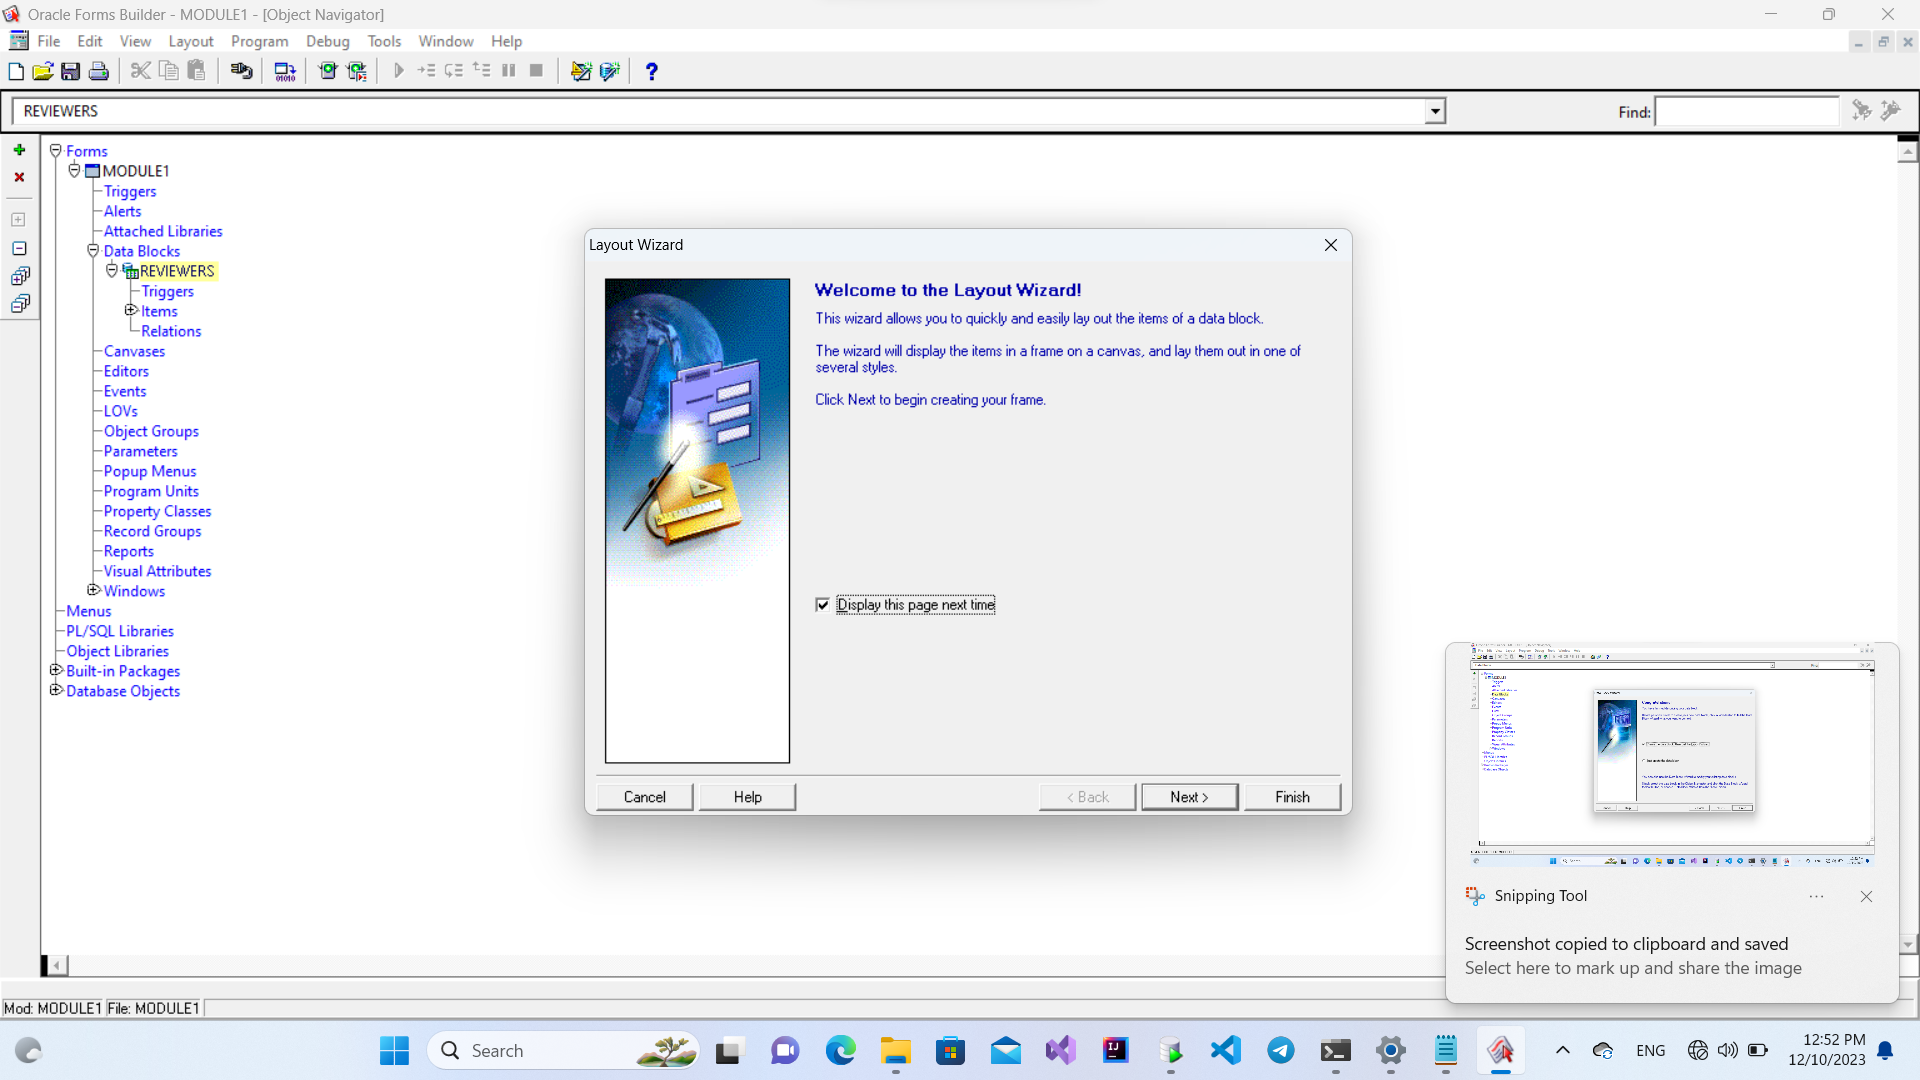 Oracle Forms Builder - MODULE1 - [Object Navigator]
File Edit View Layout Program Debug Tools Window Help
REVIEWERS
Find:
Forms
MODULE1
Triggers
Alerts
Attached Libraries
Data Blocks
REVIEWERS
Triggers
Items
Relations
Canvases
Editors
Events
LOVs
Object Groups
Parameters
Popup Menus
Program Units
Property Classes
Record Groups
Reports
Visual Attributes
Windows
Menus
PL/SQL Libraries
Object Libraries
Built-in Packages
Database Objects
Layout Wizard
Welcome to the Layout Wizard!
This wizard allows you to quickly and easily lay out the items of a data block.
The wizard will display the items in a frame on a canvas, and lay them out in one of
several styles.
Click Next to begin creating your frame.
Display this page next time
Cancel Help < Back Next > Finish
Snipping Tool
Screenshot copied to clipboard and saved
Select here to mark up and share the image
Mod: MODULE1 File: MODULE1
Search
ENG
12:52 PM
12/10/2023